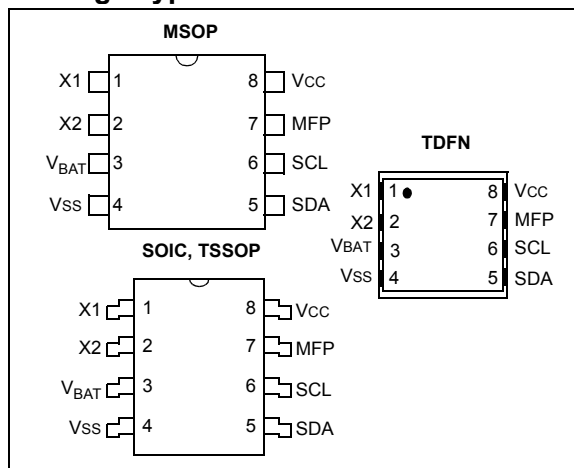 MSOP
X1 1 8 VCC
X2 2 7 MFP
VBAT 3 6 SCL
VSS 4 5 SDA
TDFN
X1 1 8 VCC
X2 2 7 MFP
VBAT 3 6 SCL
VSS 4 5 SDA
SOIC, TSSOP
X1 1 8 VCC
X2 2 7 MFP
VBAT 3 6 SCL
VSS 4 5 SDA